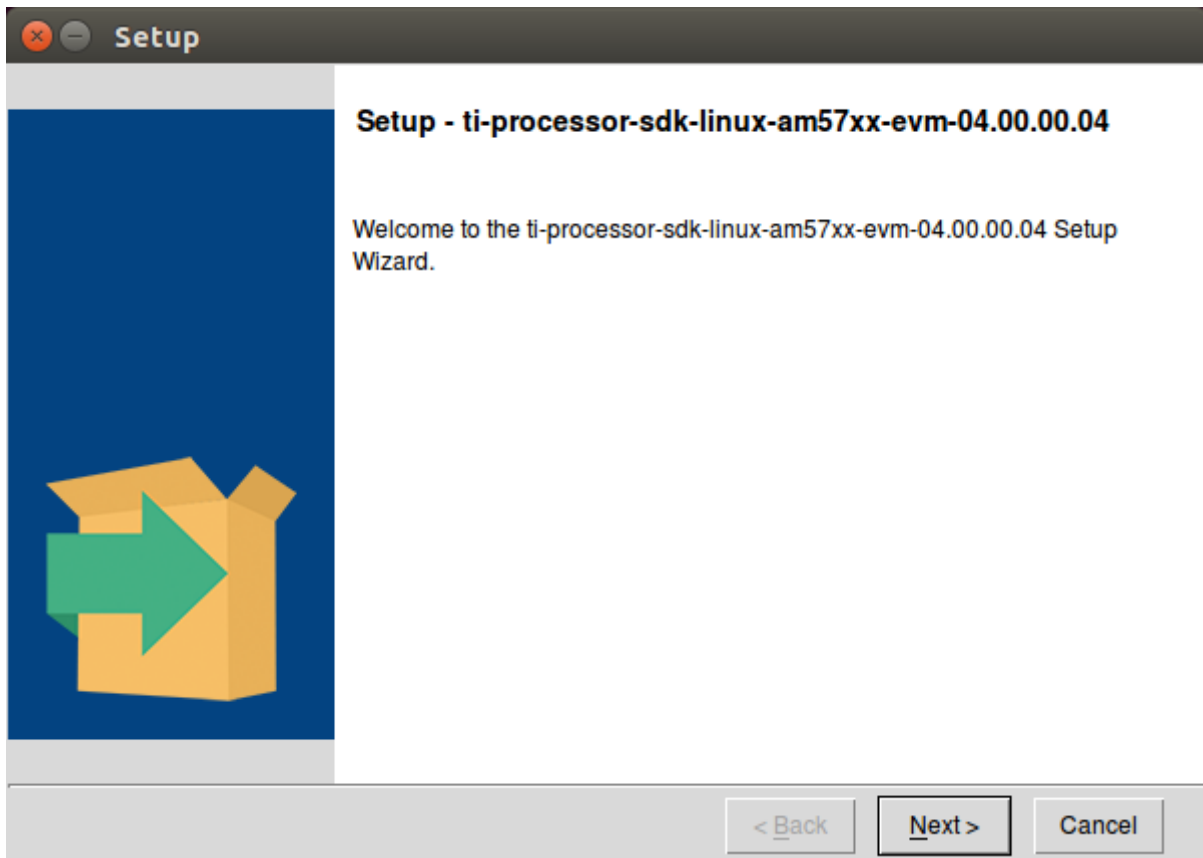 Setup
Setup - ti-processor-sdk-linux-am57xx-evm-04.00.00.04
Welcome to the ti-processor-sdk-linux-am57xx-evm-04.00.00.04 Setup
Wizard.
< Back Next > Cancel